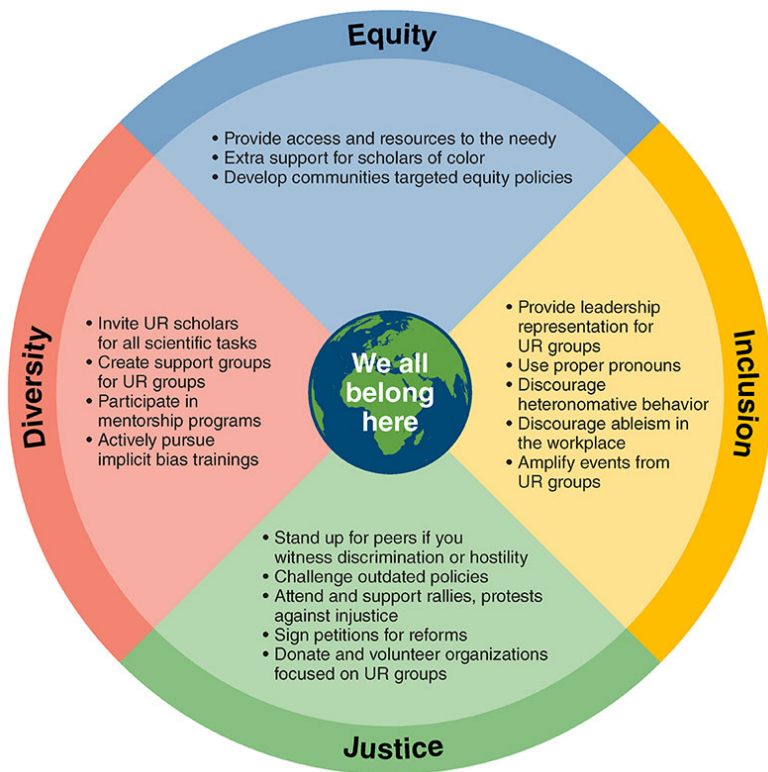 Equity
• Provide access and resources to the needy
• Extra support for scholars of color
• Develop communities targeted equity policies
Diversity
• Invite UR scholars
for all scientific tasks
• Create support groups
for UR groups
• Participate in
mentorship programs
• Actively pursue
implicit bias trainings
We all
belong
here
• Provide leadership
representation for
UR groups
• Use proper pronouns
• Discourage
heteronomative behavior
• Discourage ableism in
the workplace
• Amplify events from
UR groups
Inclusion
• Stand up for peers if you
witness discrimination or hostility
• Challenge outdated policies
• Attend and support rallies, protests
against injustice
• Sign petitions for reforms
• Donate and volunteer organizations
focused on UR groups
Justice